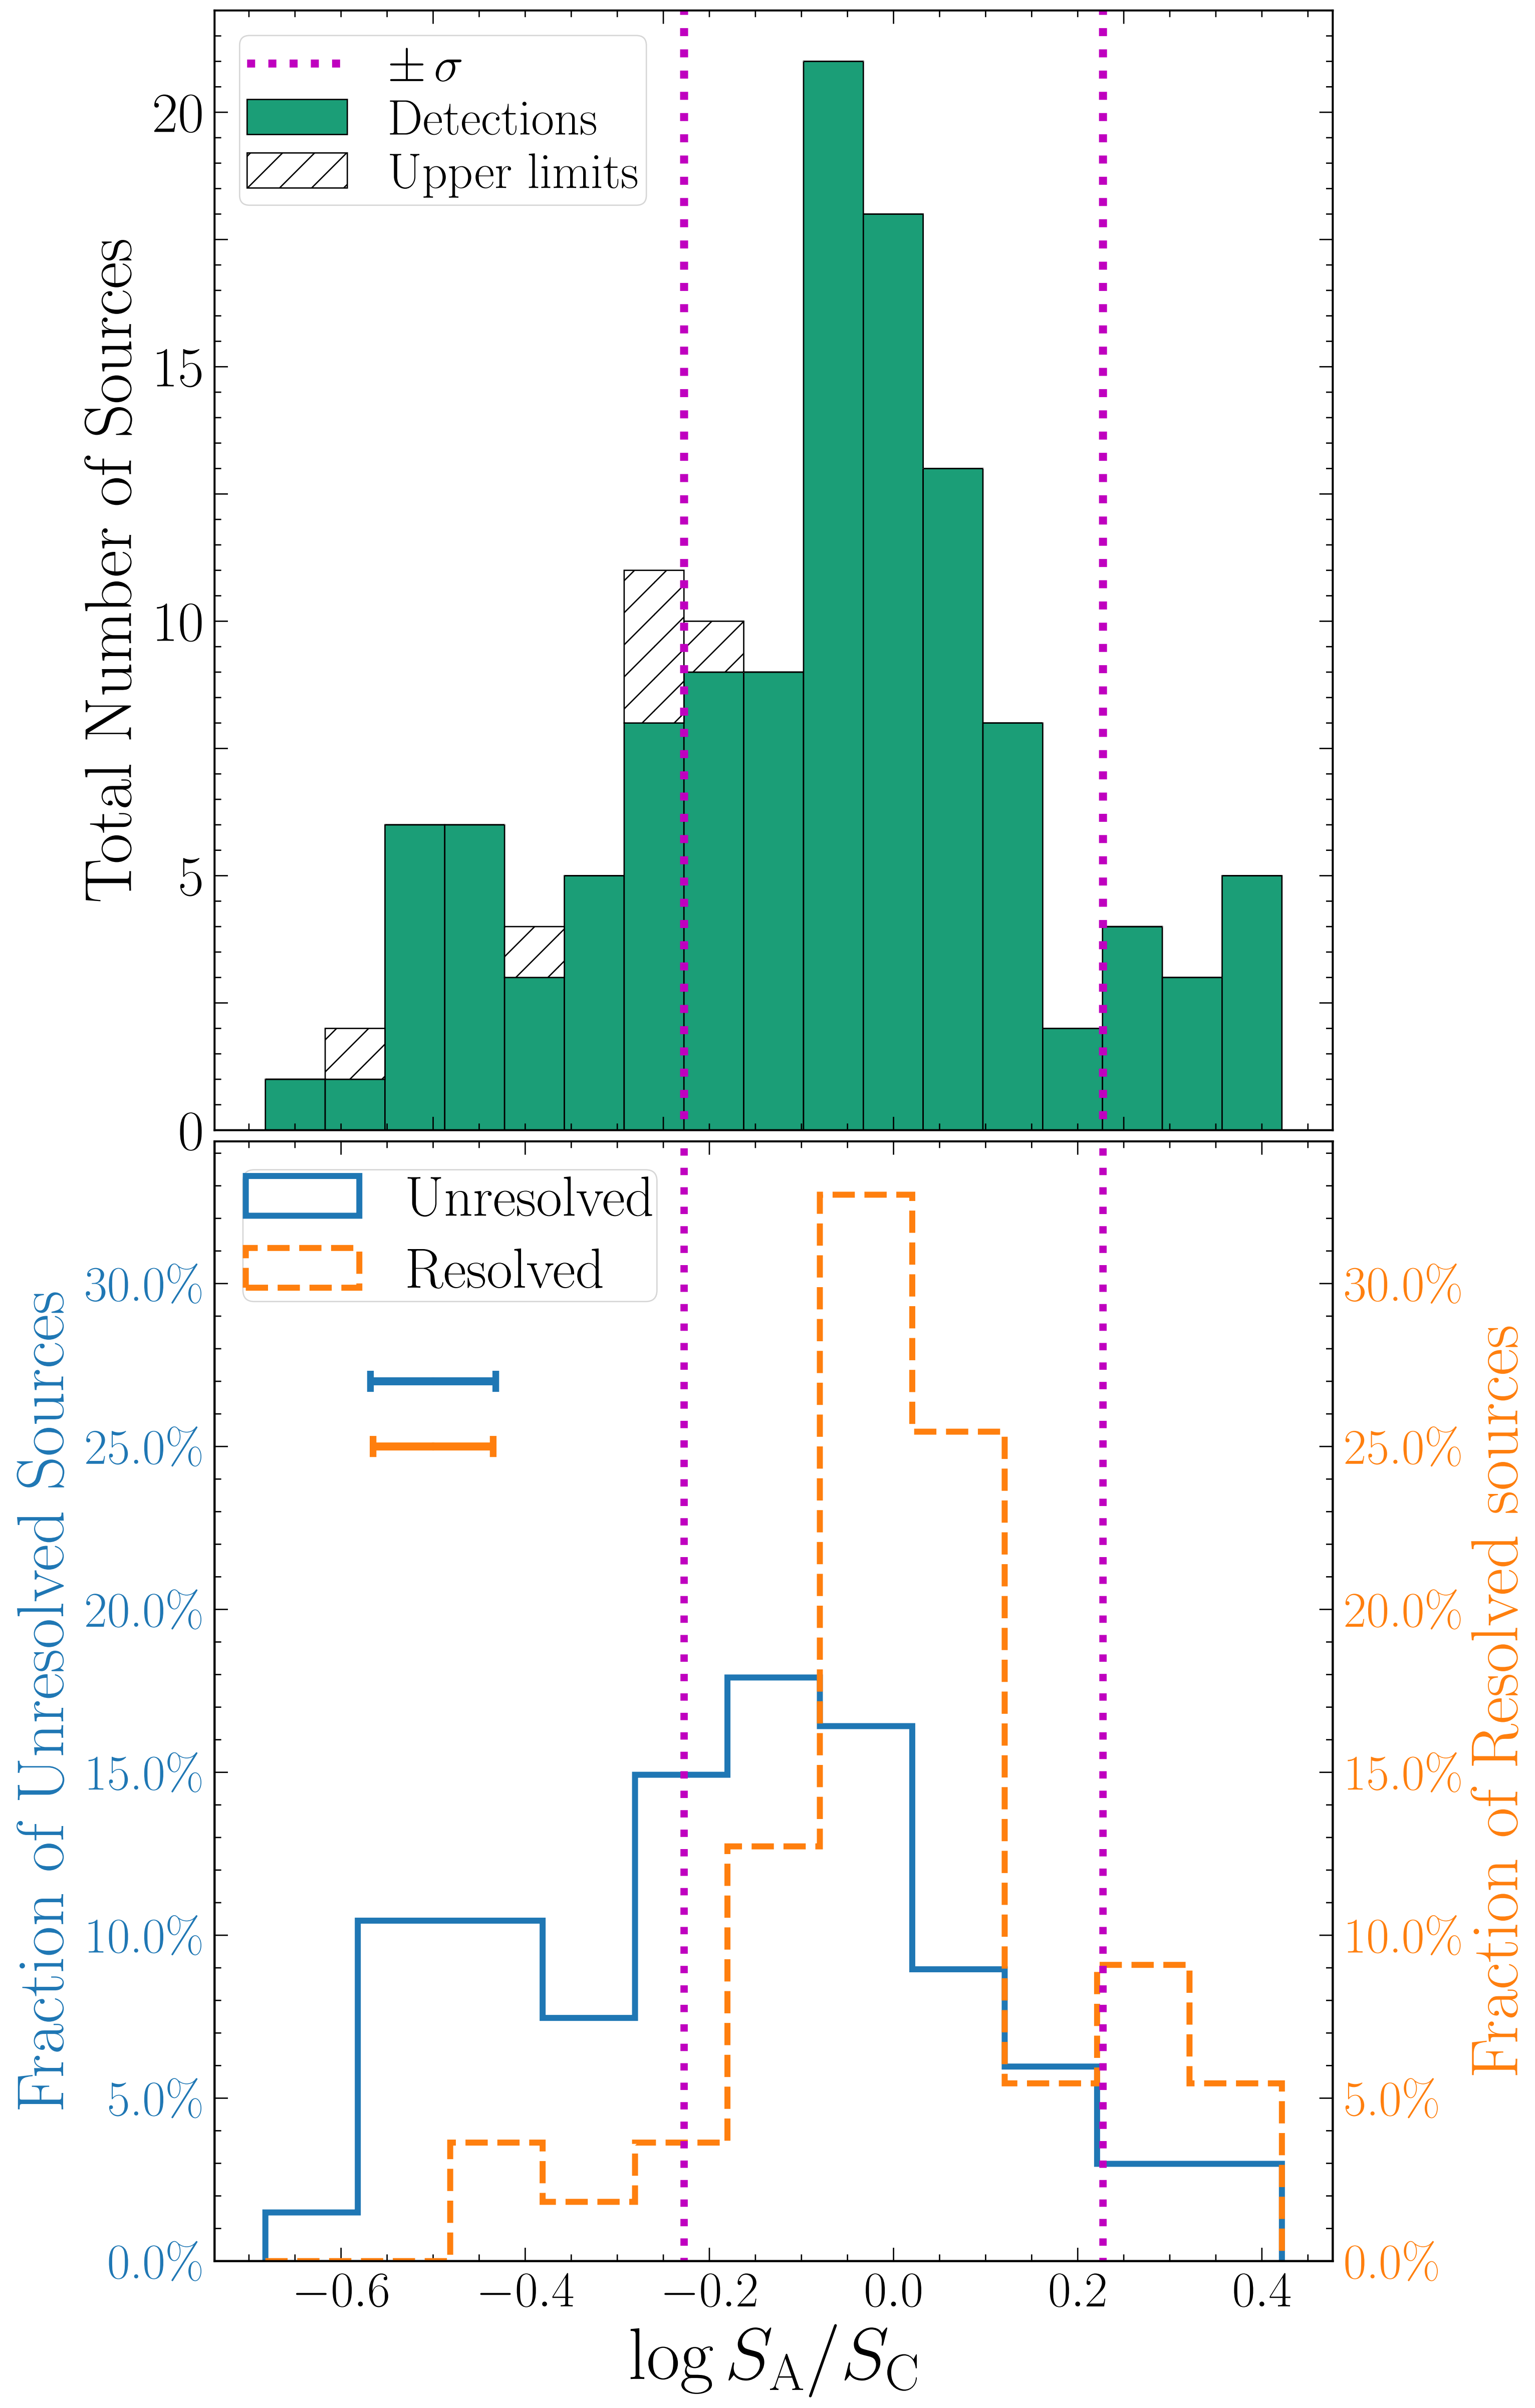 ± σ
Detections
Upper limits
Total Number of Sources
20
15
10
5
0
Unresolved
Resolved
Fraction of Unresolved Sources
30.0%
25.0%
20.0%
15.0%
10.0%
5.0%
0.0%
30.0%
25.0%
20.0%
15.0%
10.0%
5.0%
0.0%
Fraction of Resolved sources
−0.6 −0.4 −0.2 0.0 0.2 0.4
log S_A/S_C